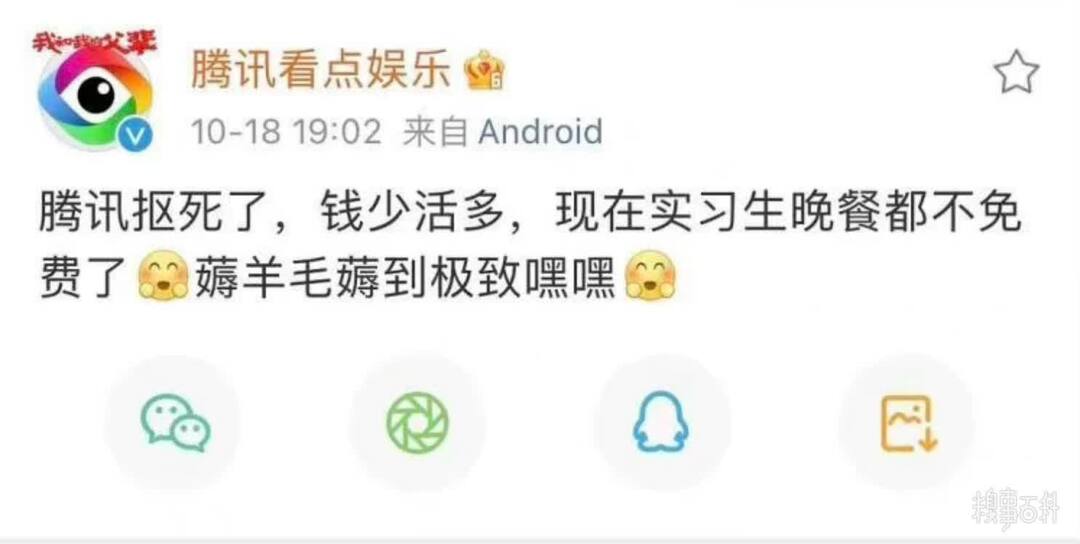 我和我的父辈
腾讯看点娱乐
6
10-18 19:02 来自 Android
腾讯抠死了，钱少活多，现在实习生晚餐都不免
费了🤗薅羊毛薅到极致嘿嘿🤗
糗事百科